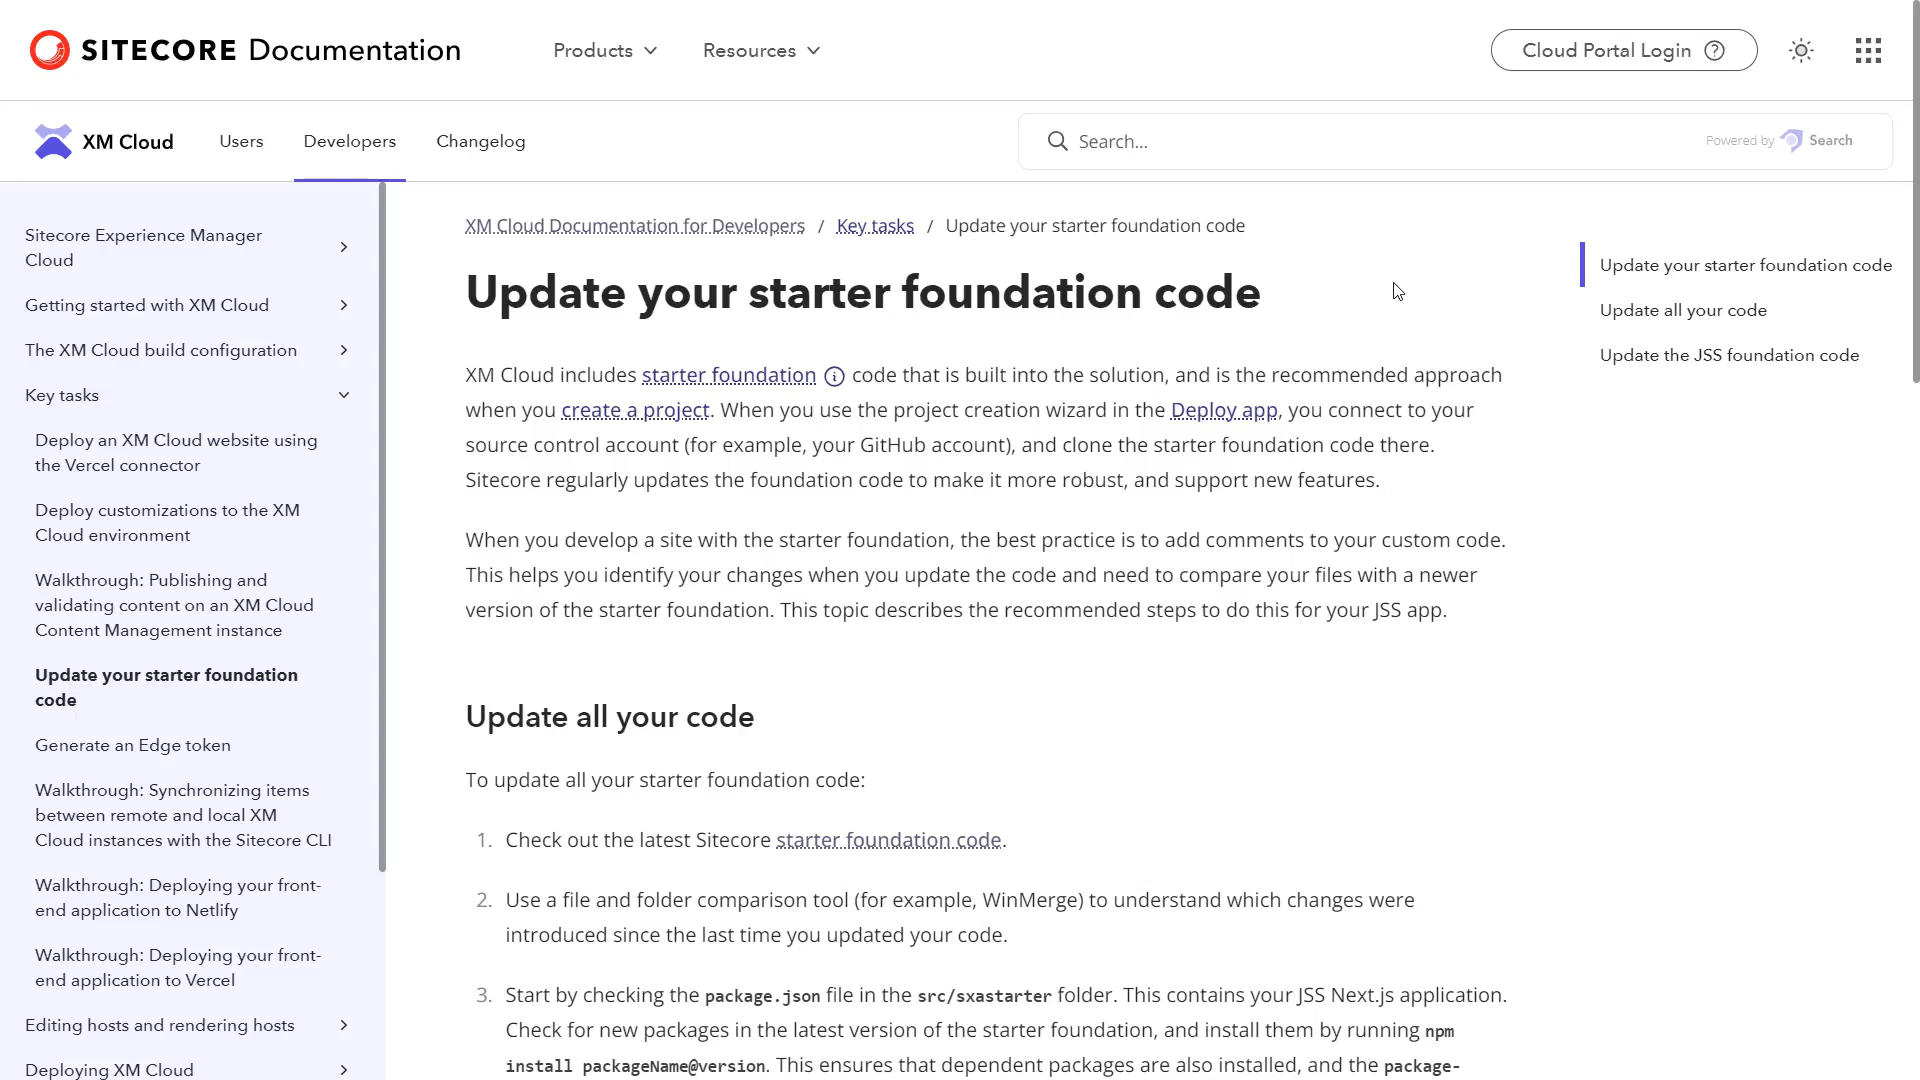 SITECORE Documentation
Products
Resources
Cloud Portal Login
XM Cloud
Users
Developers
Changelog
Search...
Powered by Search
Sitecore Experience Manager
Cloud
Getting started with XM Cloud
The XM Cloud build configuration
Key tasks
Deploy an XM Cloud website using
the Vercel connector
Deploy customizations to the XM
Cloud environment
Walkthrough: Publishing and
validating content on an XM Cloud
Content Management instance
Update your starter foundation
code
Generate an Edge token
Walkthrough: Synchronizing items
between remote and local XM
Cloud instances with the Sitecore CLI
Walkthrough: Deploying your front-
end application to Netlify
Walkthrough: Deploying your front-
end application to Vercel
Editing hosts and rendering hosts
Deploying XM Cloud
XM Cloud Documentation for Developers / Key tasks / Update your starter foundation code
Update your starter foundation code
XM Cloud includes starter foundation code that is built into the solution, and is the recommended approach
when you create a project. When you use the project creation wizard in the Deploy app, you connect to your
source control account (for example, your GitHub account), and clone the starter foundation code there.
Sitecore regularly updates the foundation code to make it more robust, and support new features.
When you develop a site with the starter foundation, the best practice is to add comments to your custom code.
This helps you identify your changes when you update the code and need to compare your files with a newer
version of the starter foundation. This topic describes the recommended steps to do this for your JSS app.
Update all your code
To update all your starter foundation code:
1. Check out the latest Sitecore starter foundation code.
2. Use a file and folder comparison tool (for example, WinMerge) to understand which changes were
introduced since the last time you updated your code.
3. Start by checking the package.json file in the src/sxastarter folder. This contains your JSS Next.js application.
Check for new packages in the latest version of the starter foundation, and install them by running npm
install packageName@version. This ensures that dependent packages are also installed, and the package-
Update your starter foundation code
Update all your code
Update the JSS foundation code